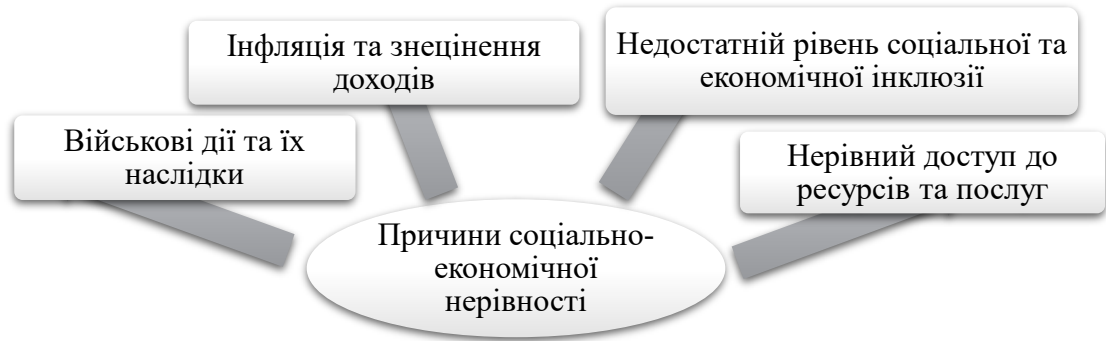 Інфляція та знецінення
доходів
Недостатній рівень соціальної та
економічної інклюзії
Військові дії та їх
наслідки
Нерівний доступ до
ресурсів та послуг
Причини соціально-
економічної
нерівності